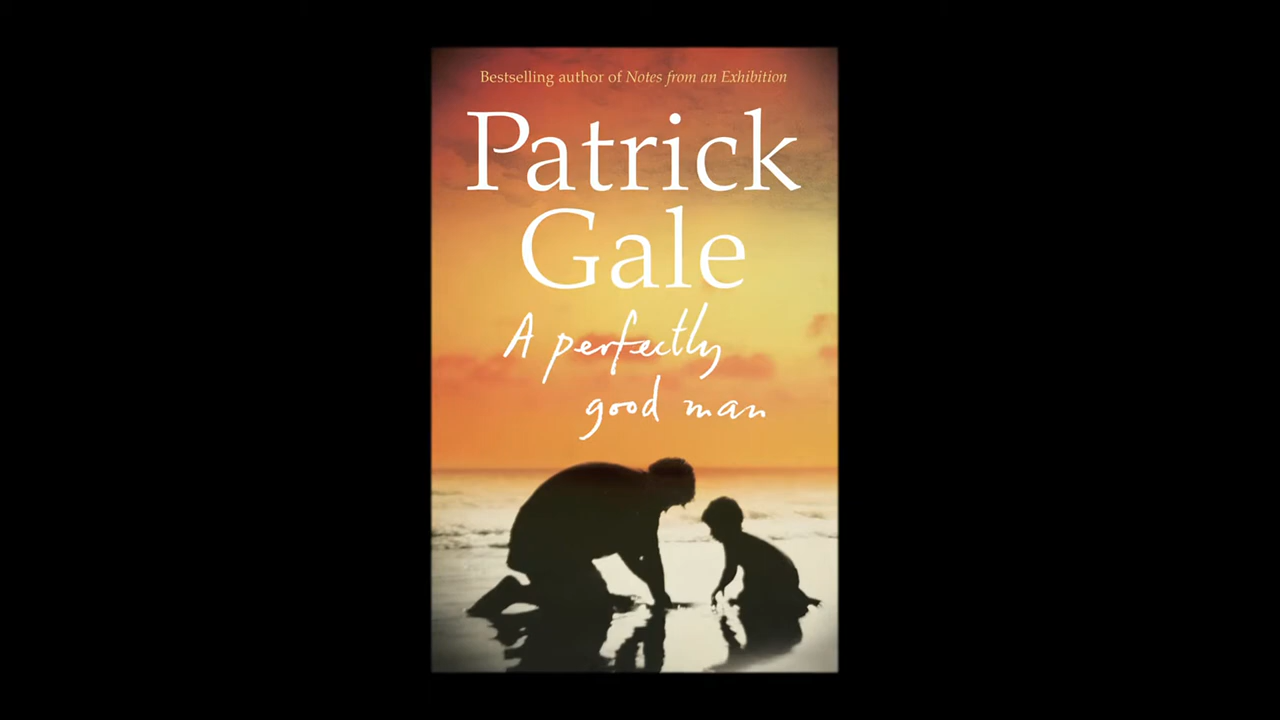 Bestselling author of Notes from an Exhibition
Patrick
Gale
A perfectly
good man